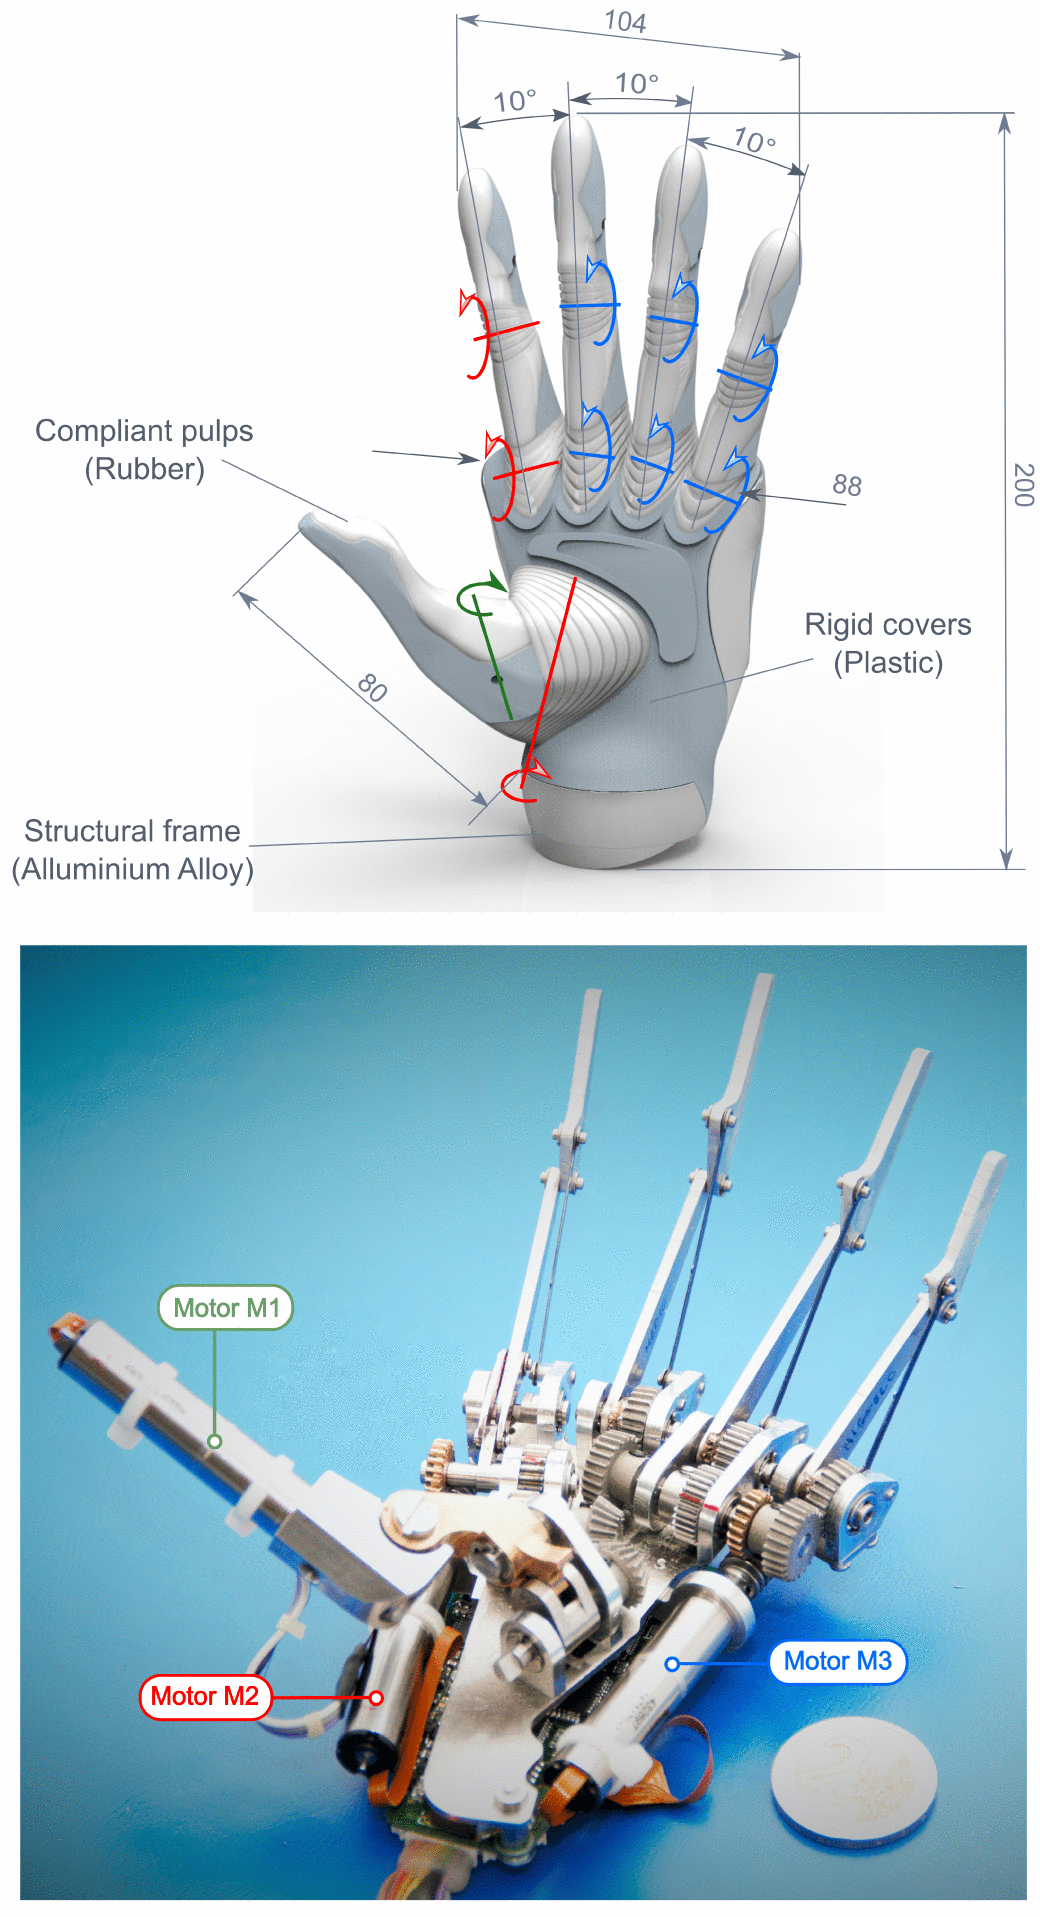 104
10°
10°
10°
Compliant pulps
(Rubber)
88
200
Rigid covers
(Plastic)
80
Structural frame
(Alluminium Alloy)
Motor M1
Motor M2
Motor M3